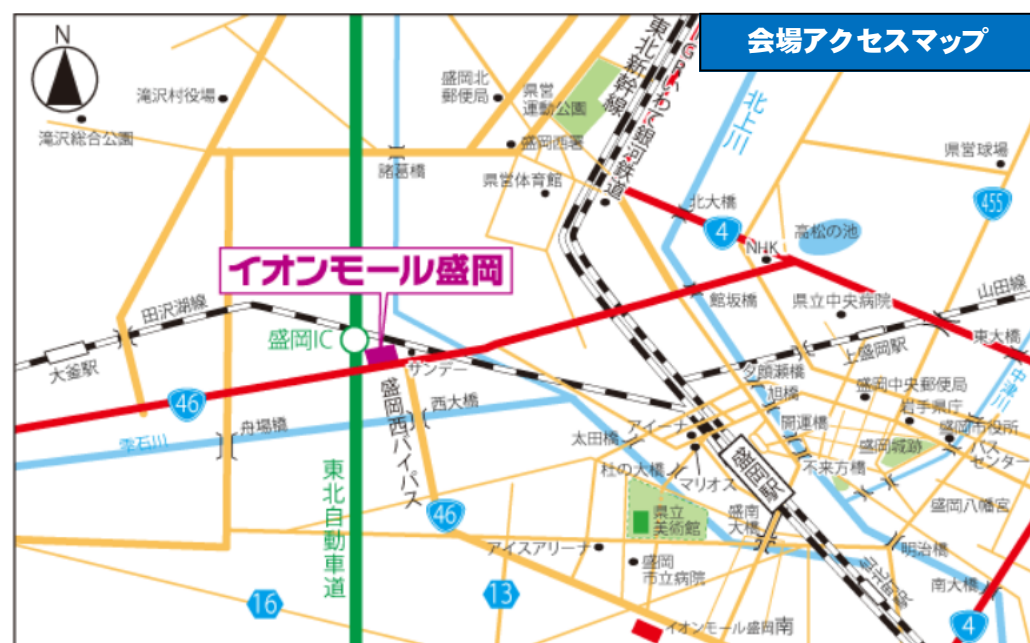 会場アクセスマップ
N
滝沢村役場
滝沢総合公園
盛岡北
郵便局
県営
運動公園
盛岡西署
諸葛橋
県営体育館
東北新幹線
IGRいわて銀河鉄道
北上川
県営球場
455
北大橋
4
NHK
高松の池
イオンモール盛岡
館坂橋
県立中央病院
山田線
田沢湖線
大釜駅
盛岡IC
サンデー
上盛岡駅
東大橋
夕顔瀬橋
中津川
46
盛岡西バイパス
西大橋
旭橋
盛岡中央郵便局
岩手県庁
舟場橋
雫石川
太田橋
アイーナ
開運橋
盛岡市役所
盛岡城跡
バス
センター
杜の大橋
マリオス
盛岡駅
不来方橋
東北自動車道
46
県立
美術館
盛南
大橋
盛岡八幡宮
アイスアリーナ
盛岡
市立病院
明治橋
仙北町駅
南大橋
16
13
イオンモール盛岡南
4